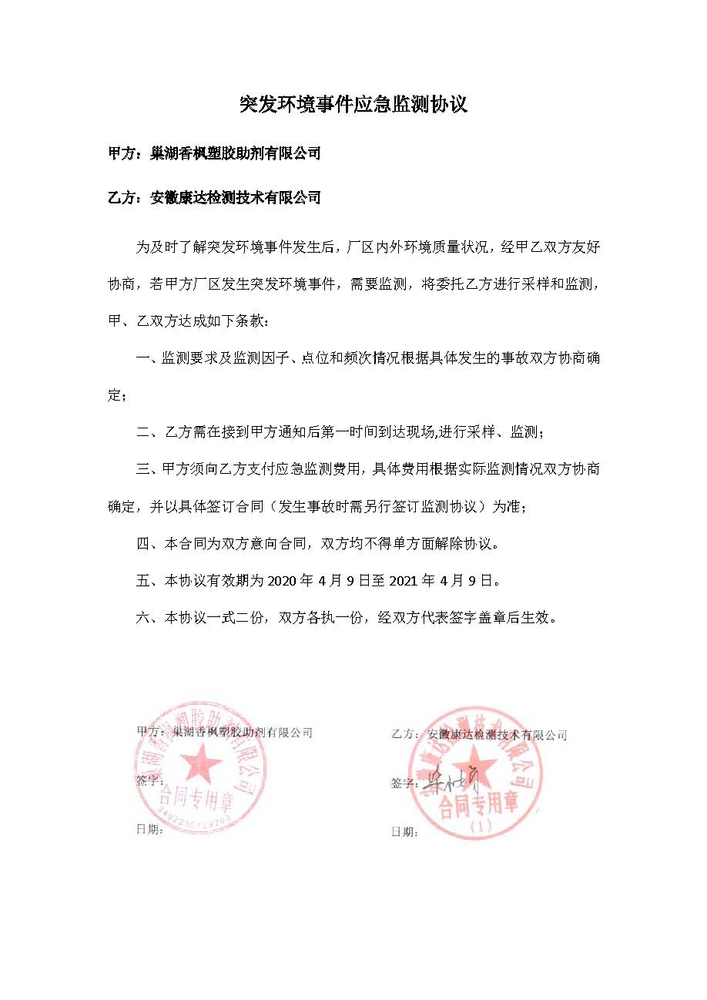 突发环境事件应急监测协议
甲方：巢湖香枫塑胶助剂有限公司
乙方：安徽康达检测技术有限公司
为及时了解突发环境事件发生后，厂区内外环境质量状况，经甲乙双方友好
协商，若甲方厂区发生突发环境事件，需要监测，将委托乙方进行采样和监测，
甲、乙双方达成如下条款：
一、监测要求及监测因子、点位和频次情况根据具体发生的事故双方协商确
定；
二、乙方需在接到甲方通知后第一时间到达现场,进行采样、监测；
三、甲方须向乙方支付应急监测费用，具体费用根据实际监测情况双方协商
确定，并以具体签订合同（发生事故时需另行签订监测协议）为准；
四、本合同为双方意向合同，双方均不得单方面解除协议。
五、本协议有效期为 2020 年 4 月 9 日至 2021 年 4 月 9 日。
六、本协议一式二份，双方各执一份，经双方代表签字盖章后生效。
甲方：巢湖香枫塑胶助剂有限公司
签字：
日期：
巢湖香枫塑胶助剂有限公司
合同专用章
乙方：安徽康达检测技术有限公司
签字：
日期：
安徽康达检测技术有限公司
合同专用章
（1）